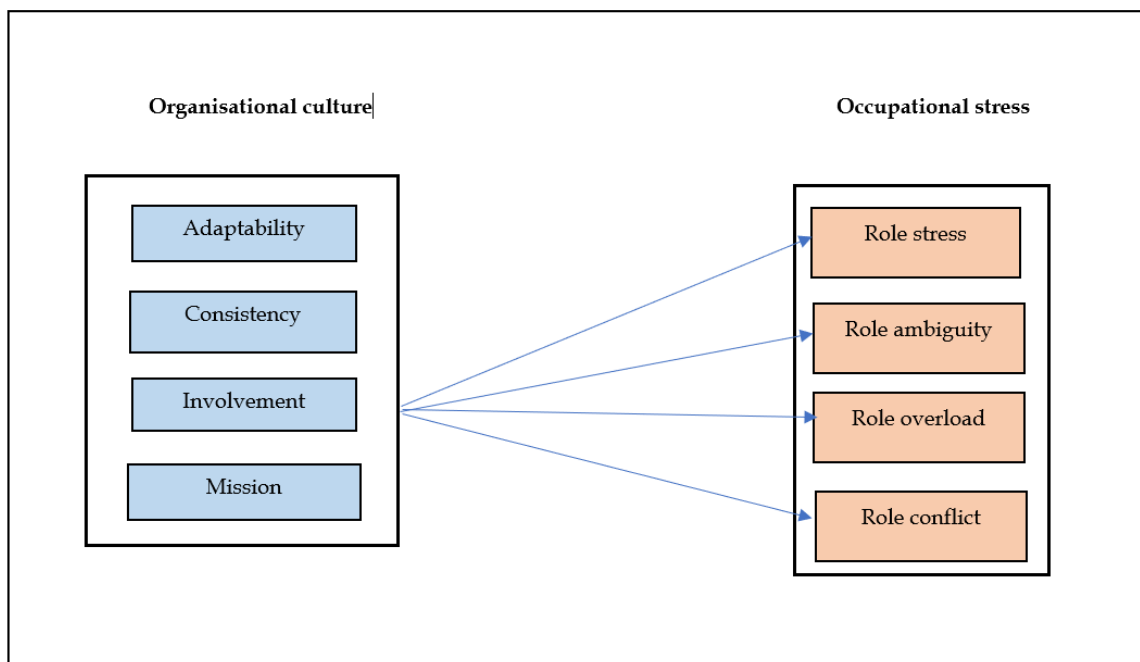 Organisational culture
Occupational stress
Adaptability
Consistency
Involvement
Mission
Role stress
Role ambiguity
Role overload
Role conflict